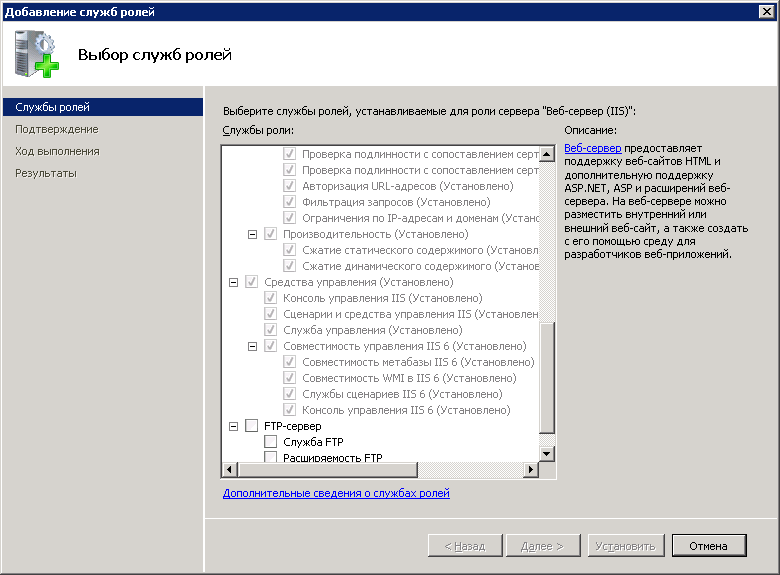 Добавление служб ролей
Выбор служб ролей
Службы ролей
Подтверждение
Ход выполнения
Результаты
Выберите службы ролей, устанавливаемые для роли сервера "Веб-сервер (IIS)":
Службы роли:
Проверка подлинности с сопоставлением серт
Проверка подлинности с сопоставлением серт
Авторизация URL-адресов (Установлено)
Фильтрация запросов (Установлено)
Ограничения по IP-адресам и доменам (Устано
Производительность (Установлено)
Сжатие статического содержимого (Установл
Сжатие динамического содержимого (Установ
Средства управления (Установлено)
Консоль управления IIS (Установлено)
Сценарии и средства управления IIS (Установлен
Служба управления (Установлено)
Совместимость управления IIS 6 (Установлено)
Совместимость метабазы IIS 6 (Установлено)
Совместимость WMI в IIS 6 (Установлено)
Службы сценариев IIS 6 (Установлено)
Консоль управления IIS 6 (Установлено)
FTP-сервер
Служба FTP
Расширяемость FTP
Описание:
Веб-сервер предоставляет
поддержку веб-сайтов HTML и
дополнительную поддержку
ASP.NET, ASP и расширений веб-
сервера. На веб-сервере можно
разместить внутренний или
внешний веб-сайт, а также создать
с его помощью среду для
разработчиков веб-приложений.
Дополнительные сведения о службах ролей
< Назад
Далее >
Установить
Отмена